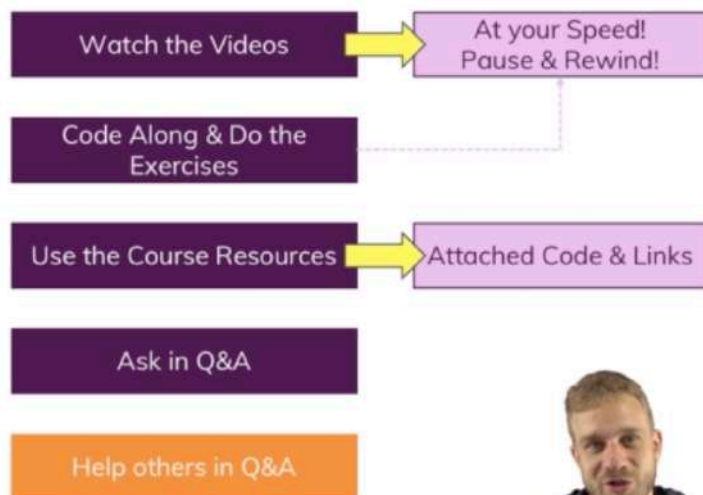 Watch the Videos
At your Speed!
Pause & Rewind!
Code Along & Do the
Exercises
Use the Course Resources
Attached Code & Links
Ask in Q&A
Help others in Q&A